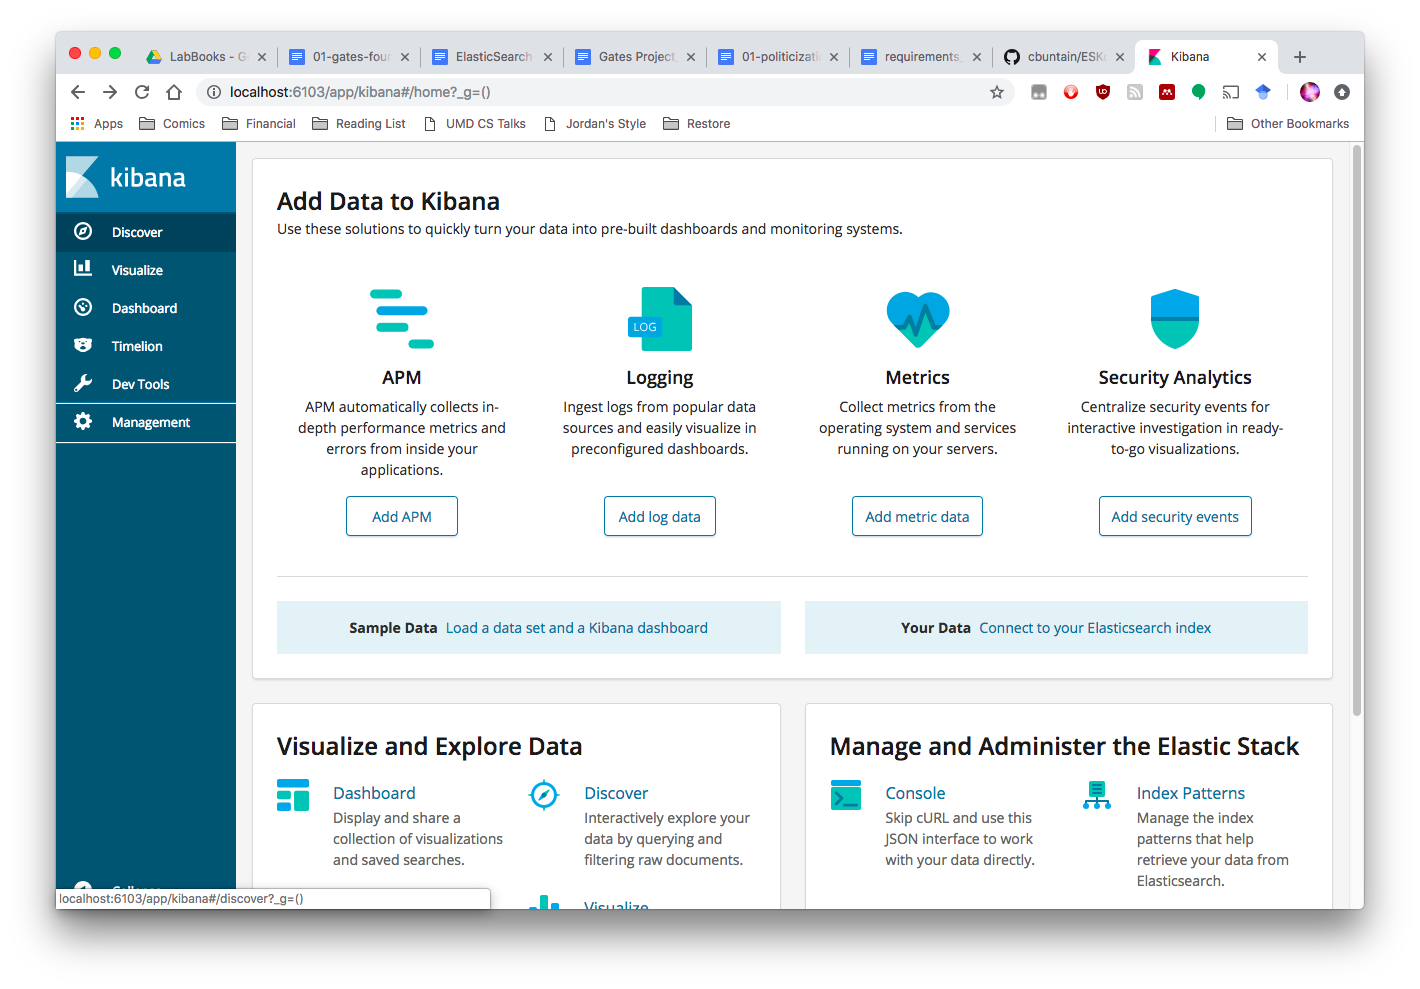 LabBooks - G
01-gates-four
ElasticSearch
Gates Project_
01-politicizati
requirements_
cbuntain/ESKa
Kibana
localhost:6103/app/kibana#/home?_g=()
Apps
Comics
Financial
Reading List
UMD CS Talks
Jordan's Style
Restore
Other Bookmarks
kibana
Discover
Visualize
Dashboard
Timelion
Dev Tools
Management
localhost:6103/app/kibana#/discover?_g=()
Add Data to Kibana
Use these solutions to quickly turn your data into pre-built dashboards and monitoring systems.
APM
APM automatically collects in-
depth performance metrics and
errors from inside your
applications.
Add APM
LOG
Logging
Ingest logs from popular data
sources and easily visualize in
preconfigured dashboards.
Add log data
Metrics
Collect metrics from the
operating system and services
running on your servers.
Add metric data
Security Analytics
Centralize security events for
interactive investigation in ready-
to-go visualizations.
Add security events
Sample Data Load a data set and a Kibana dashboard
Your Data Connect to your Elasticsearch index
Visualize and Explore Data
Dashboard
Display and share a
collection of visualizations
and saved searches.
Discover
Interactively explore your
data by querying and
filtering raw documents.
Visualize
Manage and Administer the Elastic Stack
Console
Skip cURL and use this
JSON interface to work
with your data directly.
Index Patterns
Manage the index
patterns that help
retrieve your data from
Elasticsearch.